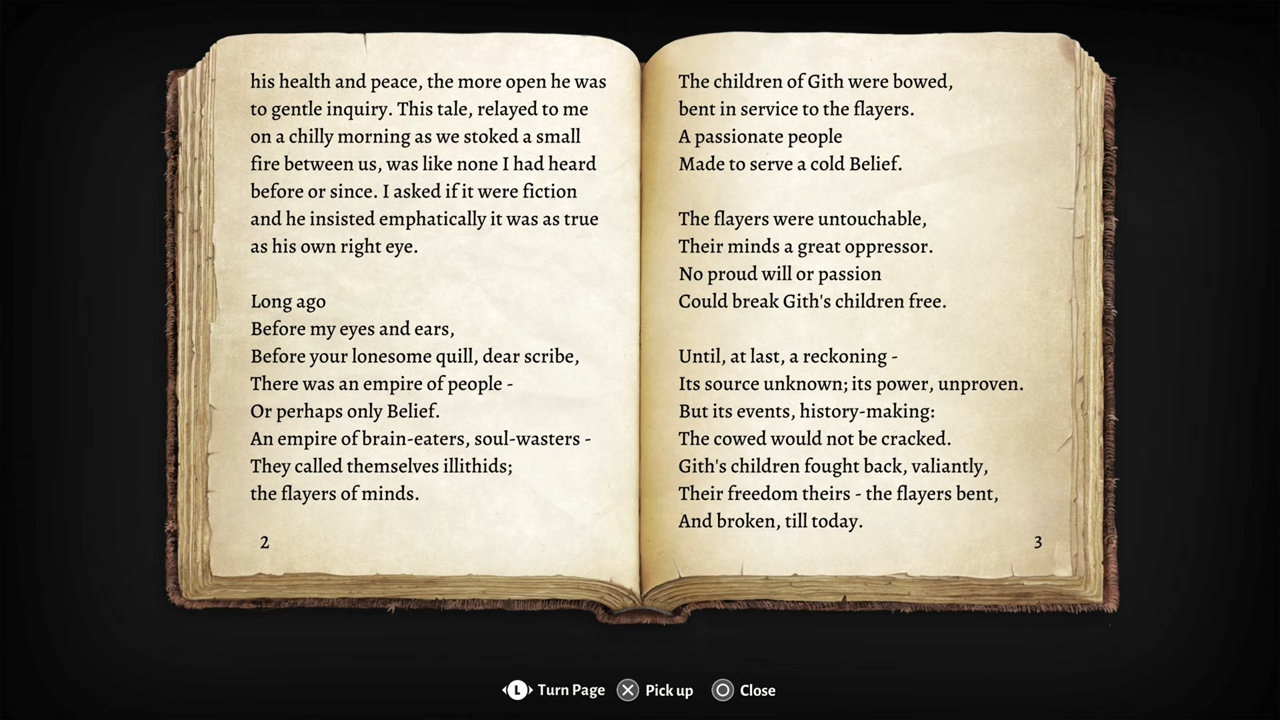 his health and peace, the more open he was
to gentle inquiry. This tale, relayed to me
on a chilly morning as we stoked a small
fire between us, was like none I had heard
before or since. I asked if it were fiction
and he insisted emphatically it was as true
as his own right eye.
Long ago
Before my eyes and ears,
Before your lonesome quill, dear scribe,
There was an empire of people -
Or perhaps only Belief.
An empire of brain-eaters, soul-wasters -
They called themselves illithids;
the flayers of minds.
2
The children of Gith were bowed,
bent in service to the flayers.
A passionate people
Made to serve a cold Belief.
The flayers were untouchable,
Their minds a great oppressor.
No proud will or passion
Could break Gith's children free.
Until, at last, a reckoning -
Its source unknown; its power, unproven.
But its events, history-making:
The cowed would not be cracked.
Gith's children fought back, valiantly,
Their freedom theirs - the flayers bent,
And broken, till today.
3
L Turn Page Pick up Close